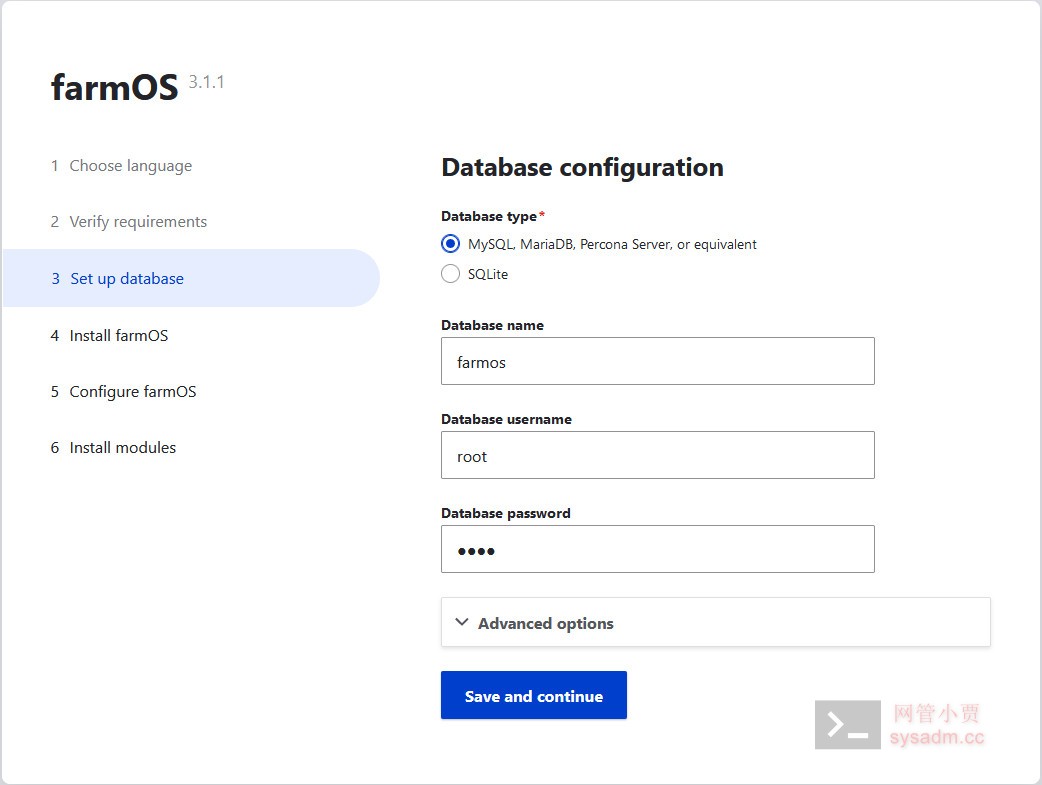 farmOS 3.1.1
1 Choose language
2 Verify requirements
3 Set up database
4 Install farmOS
5 Configure farmOS
6 Install modules
Database configuration
Database type*
MySQL, MariaDB, Percona Server, or equivalent
SQLite
Database name
farmos
Database username
root
Database password
••••
Advanced options
Save and continue
网管小贾
sysadm.cc